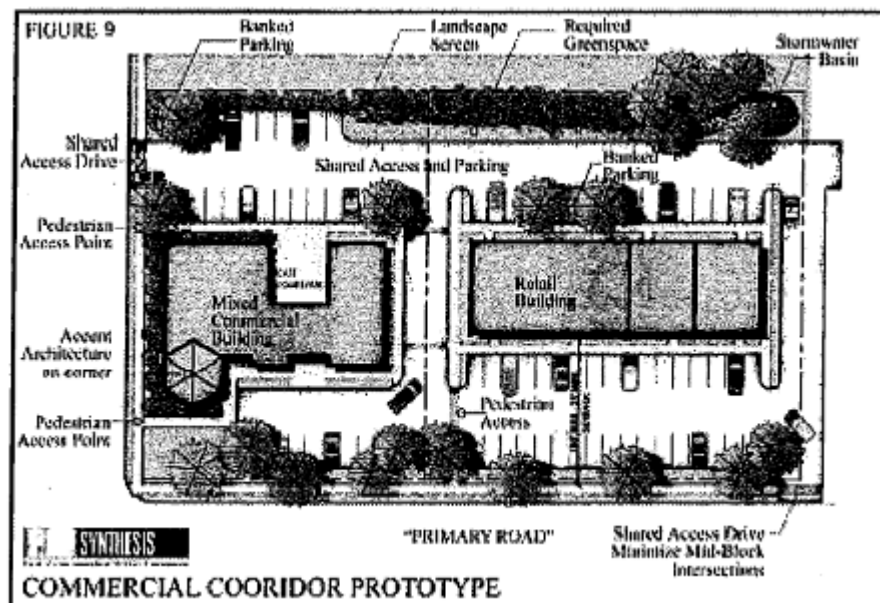 FIGURE 9
Banked
Parking
Landscape
Screen
Required
Greenspace
Stormwater
Basin
Shared
Access Drive
Shared Access and Parking
Banked
Parking
Pedestrian
Access Point
Mixed
Commercial
Building
Retail
Building
Accent
Architecture
on corner
Pedestrian
Access Point
Pedestrian
Access
"PRIMARY ROAD"
Shared Access Drive
Minimize Mid-Block
Intersections
SYNTHESIS
COMMERCIAL COORIDOR PROTOTYPE